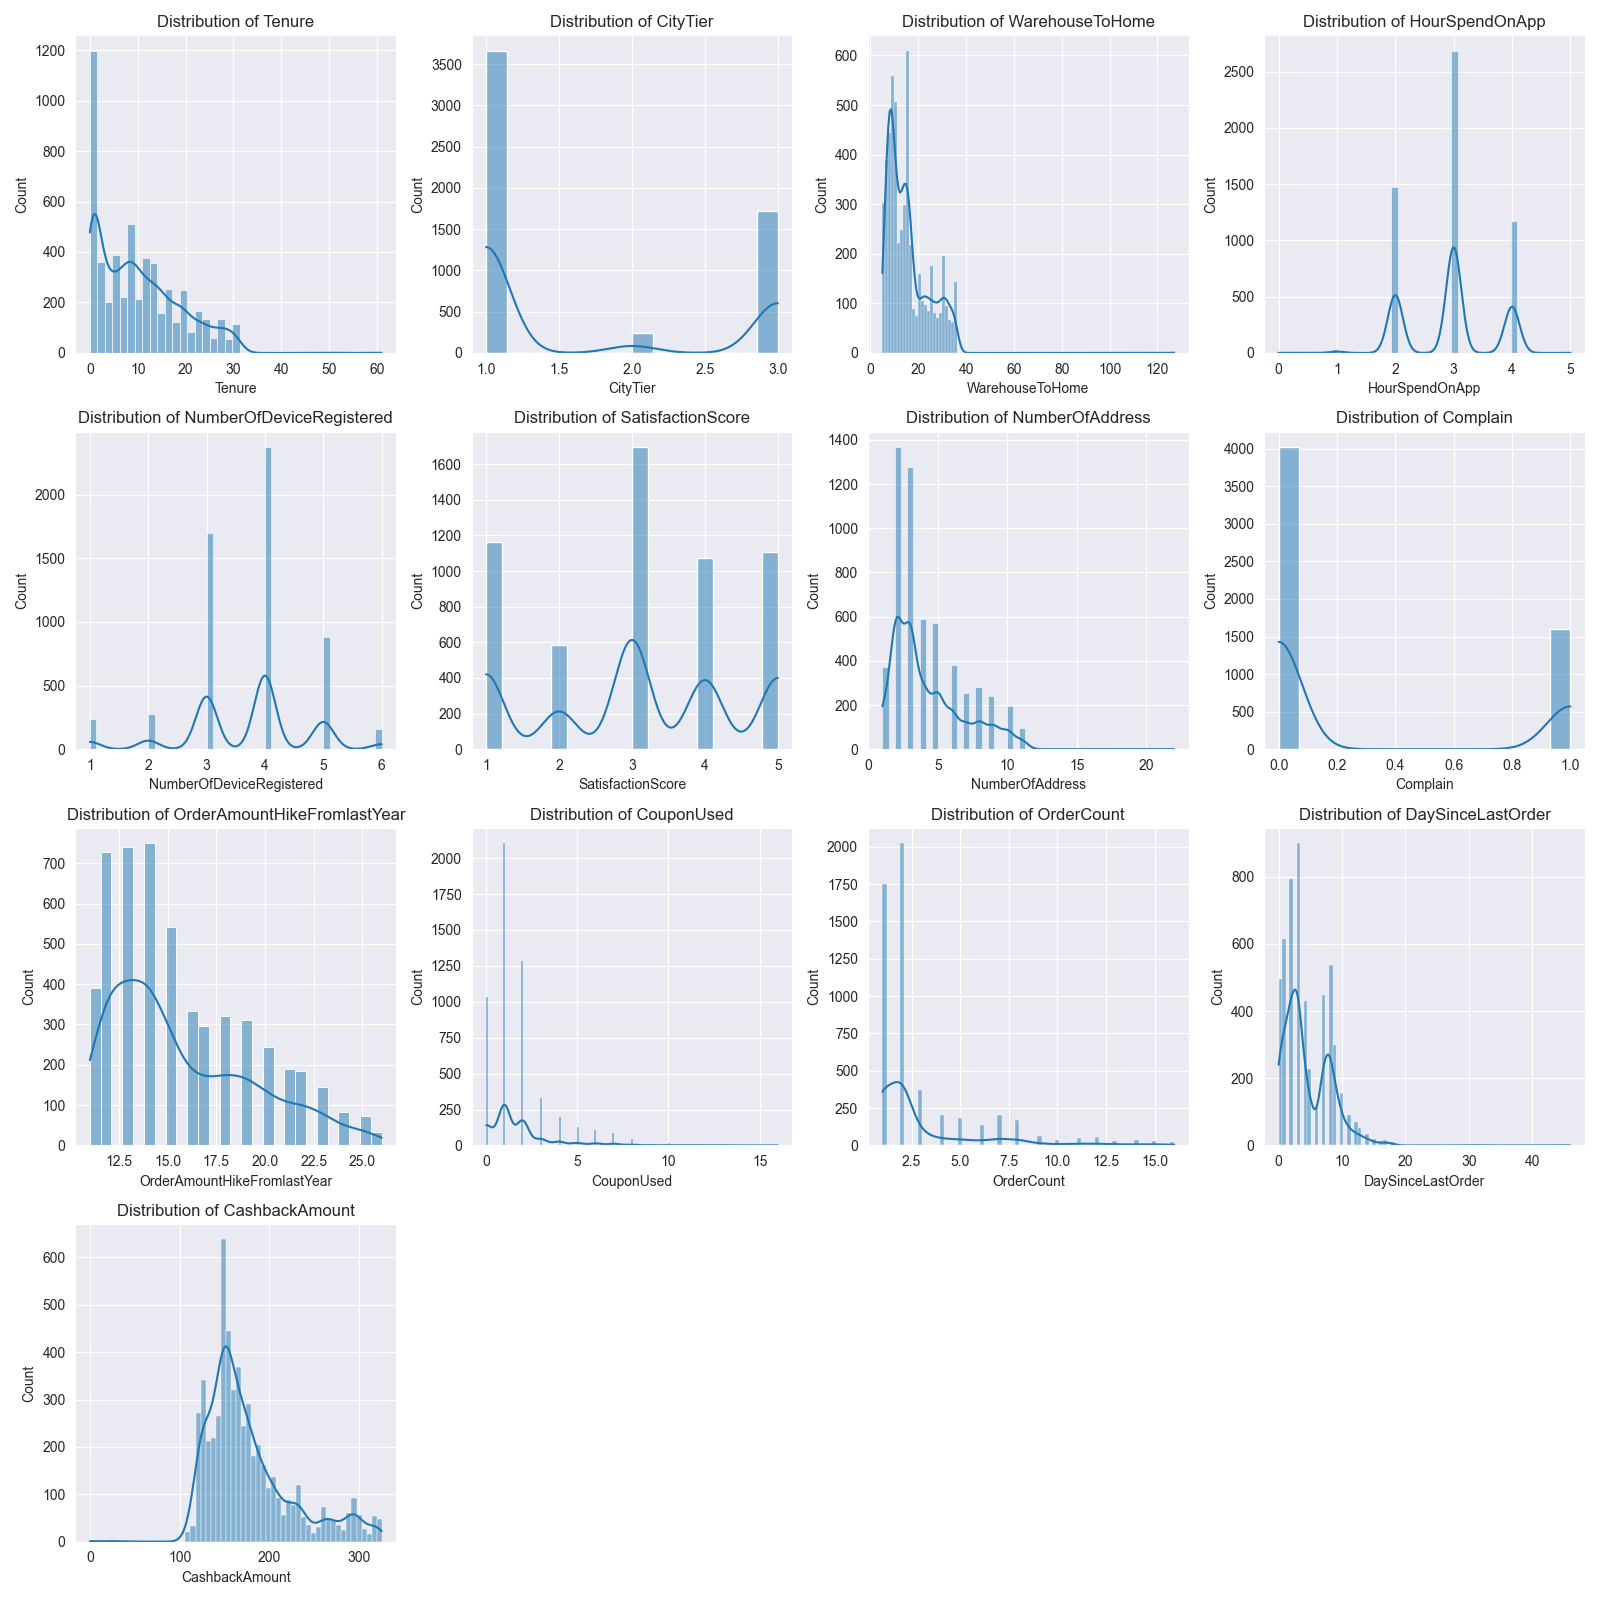 Distribution of Tenure
Count
1200
1000
800
600
400
200
0
0 10 20 30 40 50 60
Tenure
Distribution of CityTier
Count
3500
3000
2500
2000
1500
1000
500
0
1.0 1.5 2.0 2.5 3.0
CityTier
Distribution of WarehouseToHome
Count
600
500
400
300
200
100
0
0 20 40 60 80 100 120
WarehouseToHome
Distribution of HourSpendOnApp
Count
2500
2000
1500
1000
500
0
0 1 2 3 4 5
HourSpendOnApp
Distribution of NumberOfDeviceRegistered
Count
2000
1500
1000
500
0
1 2 3 4 5 6
NumberOfDeviceRegistered
Distribution of SatisfactionScore
Count
1600
1400
1200
1000
800
600
400
200
0
1 2 3 4 5
SatisfactionScore
Distribution of NumberOfAddress
Count
1400
1200
1000
800
600
400
200
0
0 5 10 15 20
NumberOfAddress
Distribution of Complain
Count
4000
3500
3000
2500
2000
1500
1000
500
0
0.0 0.2 0.4 0.6 0.8 1.0
Complain
Distribution of OrderAmountHikeFromlastYear
Count
700
600
500
400
300
200
100
0
12.5 15.0 17.5 20.0 22.5 25.0
OrderAmountHikeFromlastYear
Distribution of CouponUsed
Count
2000
1750
1500
1250
1000
750
500
250
0
0 5 10 15
CouponUsed
Distribution of OrderCount
Count
2000
1750
1500
1250
1000
750
500
250
0
2.5 5.0 7.5 10.0 12.5 15.0
OrderCount
Distribution of DaySinceLastOrder
Count
800
600
400
200
0
0 10 20 30 40
DaySinceLastOrder
Distribution of CashbackAmount
Count
600
500
400
300
200
100
0
0 100 200 300
CashbackAmount